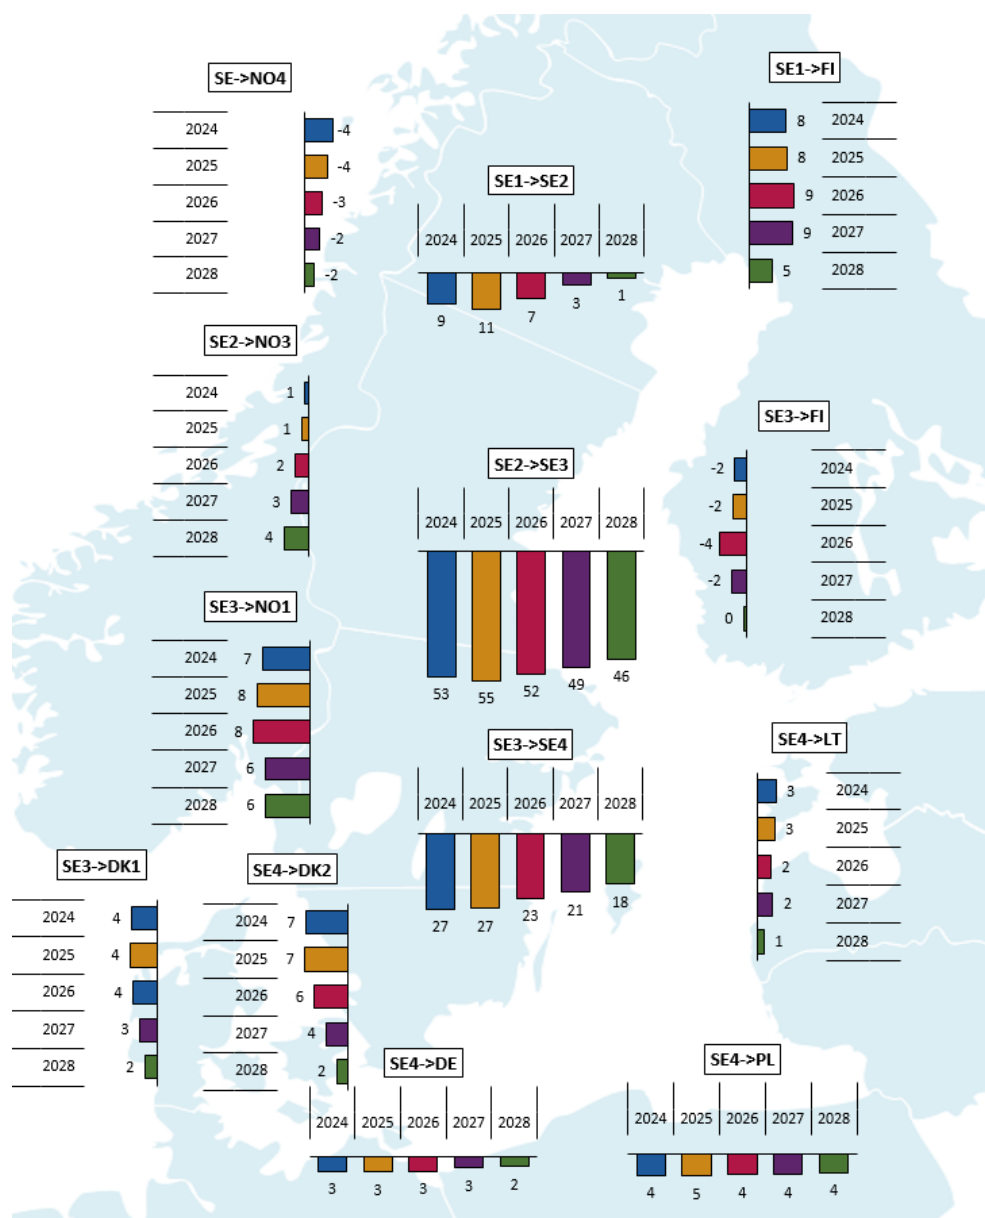 SE->NO4
2024 -4
2025 -4
2026 -3
2027 -2
2028 -2
SE1->FI
8 2024
8 2025
9 2026
9 2027
5 2028
SE1->SE2
2024 2025 2026 2027 2028
9 11 7 3 1
SE2->NO3
2024 1
2025 1
2026 2
2027 3
2028 4
SE3->FI
-2 2024
-2 2025
-4 2026
-2 2027
0 2028
SE2->SE3
2024 2025 2026 2027 2028
53 55 52 49 46
SE3->NO1
2024 7
2025 8
2026 8
2027 6
2028 6
SE3->SE4
2024 2025 2026 2027 2028
27 27 23 21 18
SE4->LT
3 2024
3 2025
2 2026
2 2027
1 2028
SE3->DK1
2024 4
2025 4
2026 4
2027 3
2028 2
SE4->DK2
2024 7
2025 7
2026 6
2027 4
2028 2
SE4->DE
2024 2025 2026 2027 2028
3 3 3 3 2
SE4->PL
2024 2025 2026 2027 2028
4 5 4 4 4